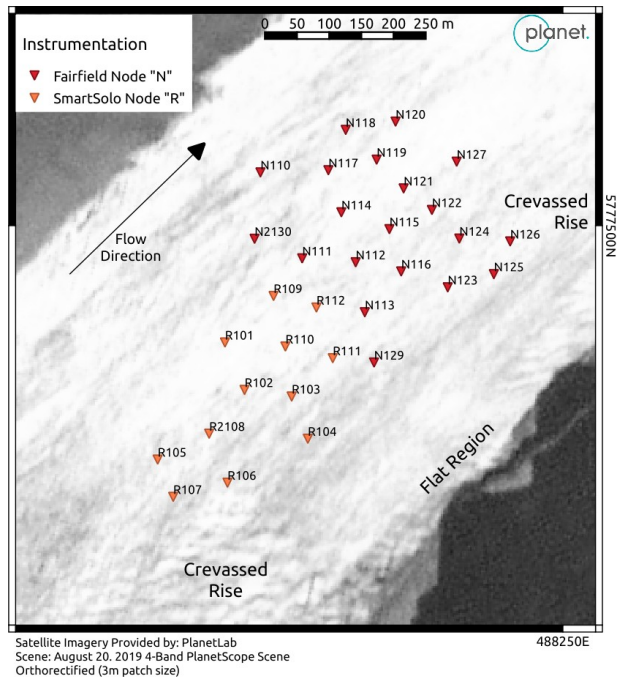 0 50 100 150 200 250 m
planet.
Instrumentation
Fairfield Node "N"
SmartSolo Node "R"
N120
N118
N119
N127
N110
N117
N121
N122
N114
Crevassed
Rise
N115
N2130
N124
N126
Flow
Direction
N111
N112
N116
N125
N123
5777500N
R109
R112
N113
R101
R110
R111
N129
R102
R103
R2108
R104
Flat Region
R105
R106
R107
Crevassed
Rise
Satellite Imagery Provided by: PlanetLab
488250E
Scene: August 20. 2019 4-Band PlanetScope Scene
Orthorectified (3m patch size)